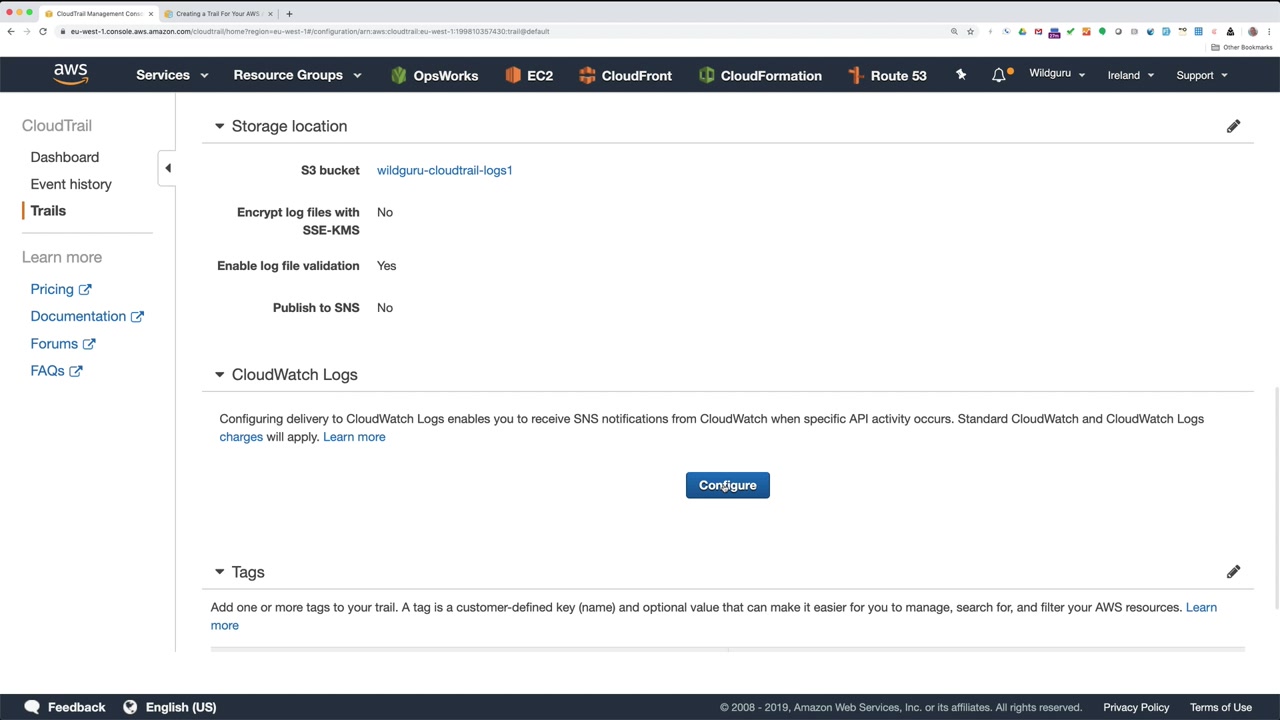 CloudTrail Management Cons
Creating a Trail For Your AWS
eu-west-1.console.aws.amazon.com/cloudtrail/home?region=eu-west-1#/configuration/arn:aws:cloudtrail:eu-west-1:199810357430:trail@default
Other Bookmarks
aws
Services
Resource Groups
OpsWorks
EC2
CloudFront
CloudFormation
Route 53
Wildguru
Ireland
Support
CloudTrail
Dashboard
Event history
Trails
Learn more
Pricing
Documentation
Forums
FAQs
Storage location
S3 bucket wildguru-cloudtrail-logs1
Encrypt log files with No
SSE-KMS
Enable log file validation Yes
Publish to SNS No
CloudWatch Logs
Configuring delivery to CloudWatch Logs enables you to receive SNS notifications from CloudWatch when specific API activity occurs. Standard CloudWatch and CloudWatch Logs
charges will apply. Learn more
Configure
Tags
Add one or more tags to your trail. A tag is a customer-defined key (name) and optional value that can make it easier for you to manage, search for, and filter your AWS resources. Learn
more
Feedback
English (US)
© 2008 - 2019, Amazon Web Services, Inc. or its affiliates. All rights reserved.
Privacy Policy
Terms of Use